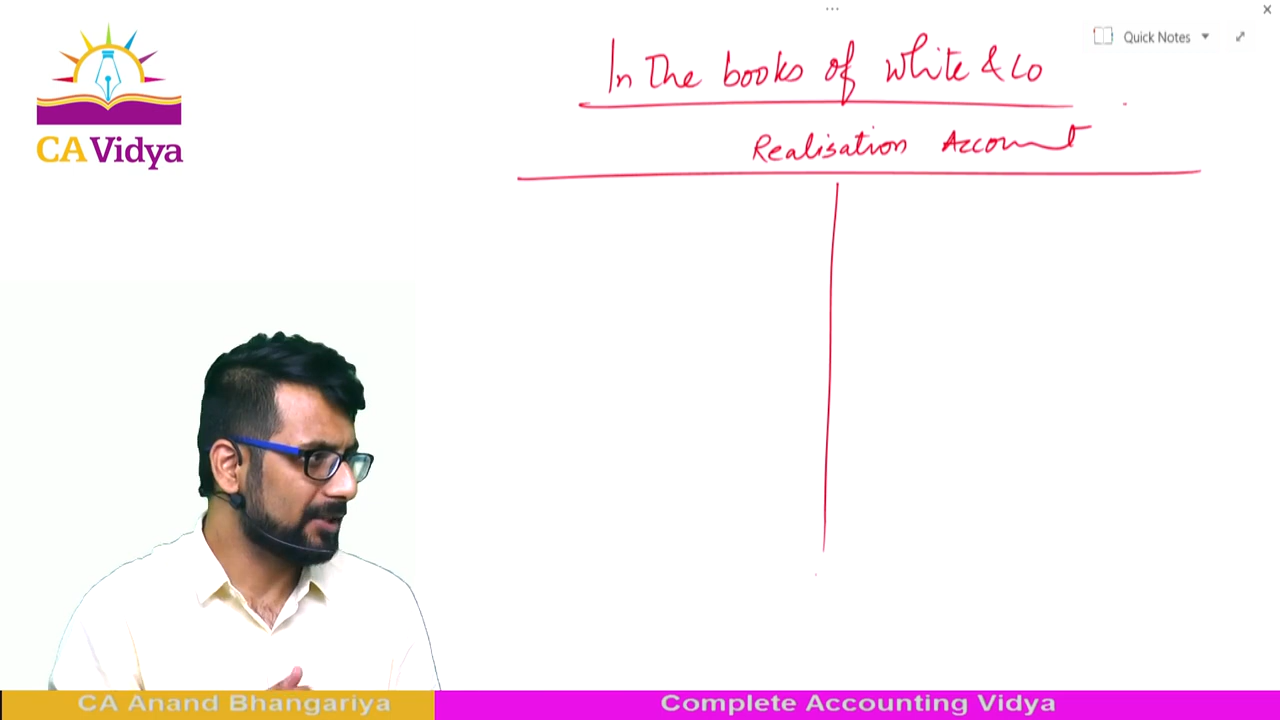 In The books of white & Co
Quick Notes
Realisation Account
CA Vidya
CA Anand Bhangariya
Complete Accounting Vidya